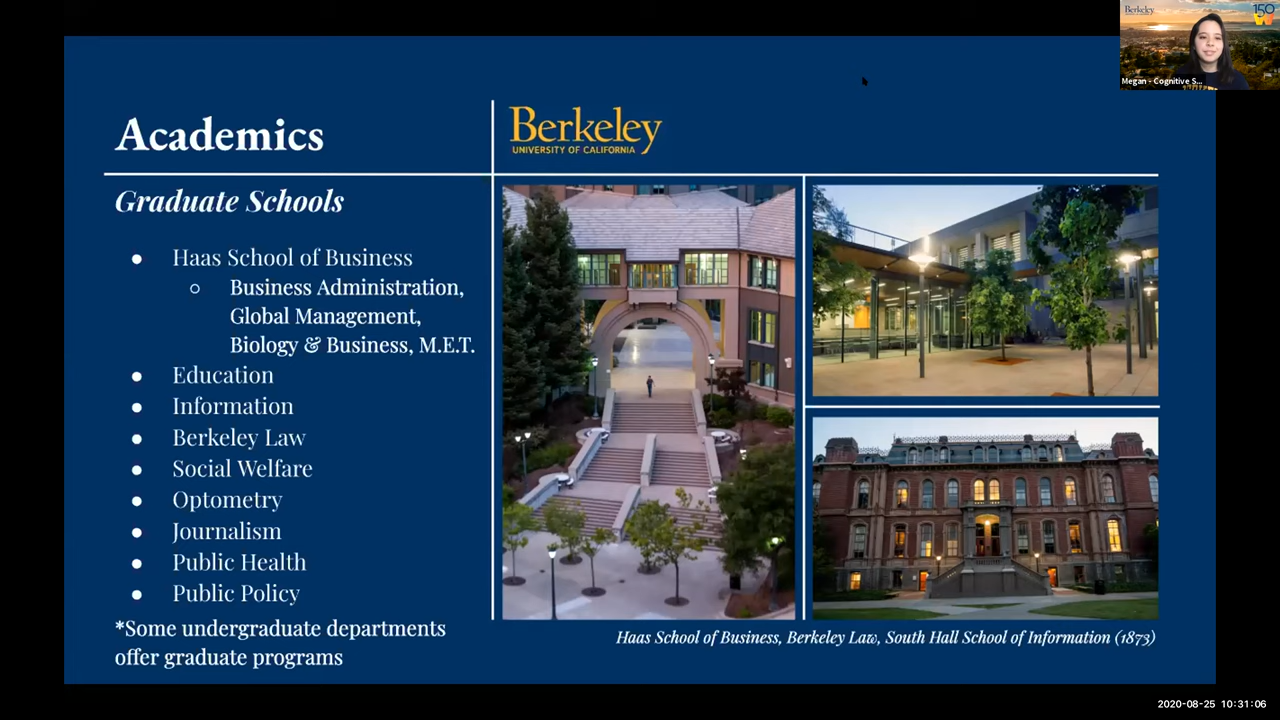 Berkeley
150
Megan - Cognitive S...
Academics
Berkeley
UNIVERSITY OF CALIFORNIA
Graduate Schools
● Haas School of Business
○ Business Administration,
Global Management,
Biology & Business, M.E.T.
● Education
● Information
● Berkeley Law
● Social Welfare
● Optometry
● Journalism
● Public Health
● Public Policy
*Some undergraduate departments
offer graduate programs
Haas School of Business, Berkeley Law, South Hall School of Information (1873)
2020-08-25 10:31:06